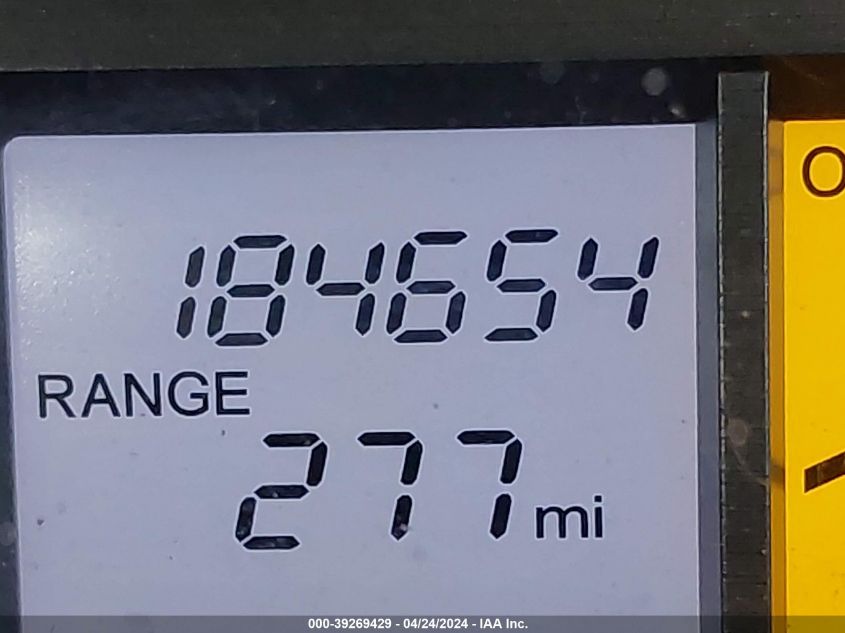 184654
RANGE
277 mi
O
000-39269429 - 04/24/2024 - IAA Inc.